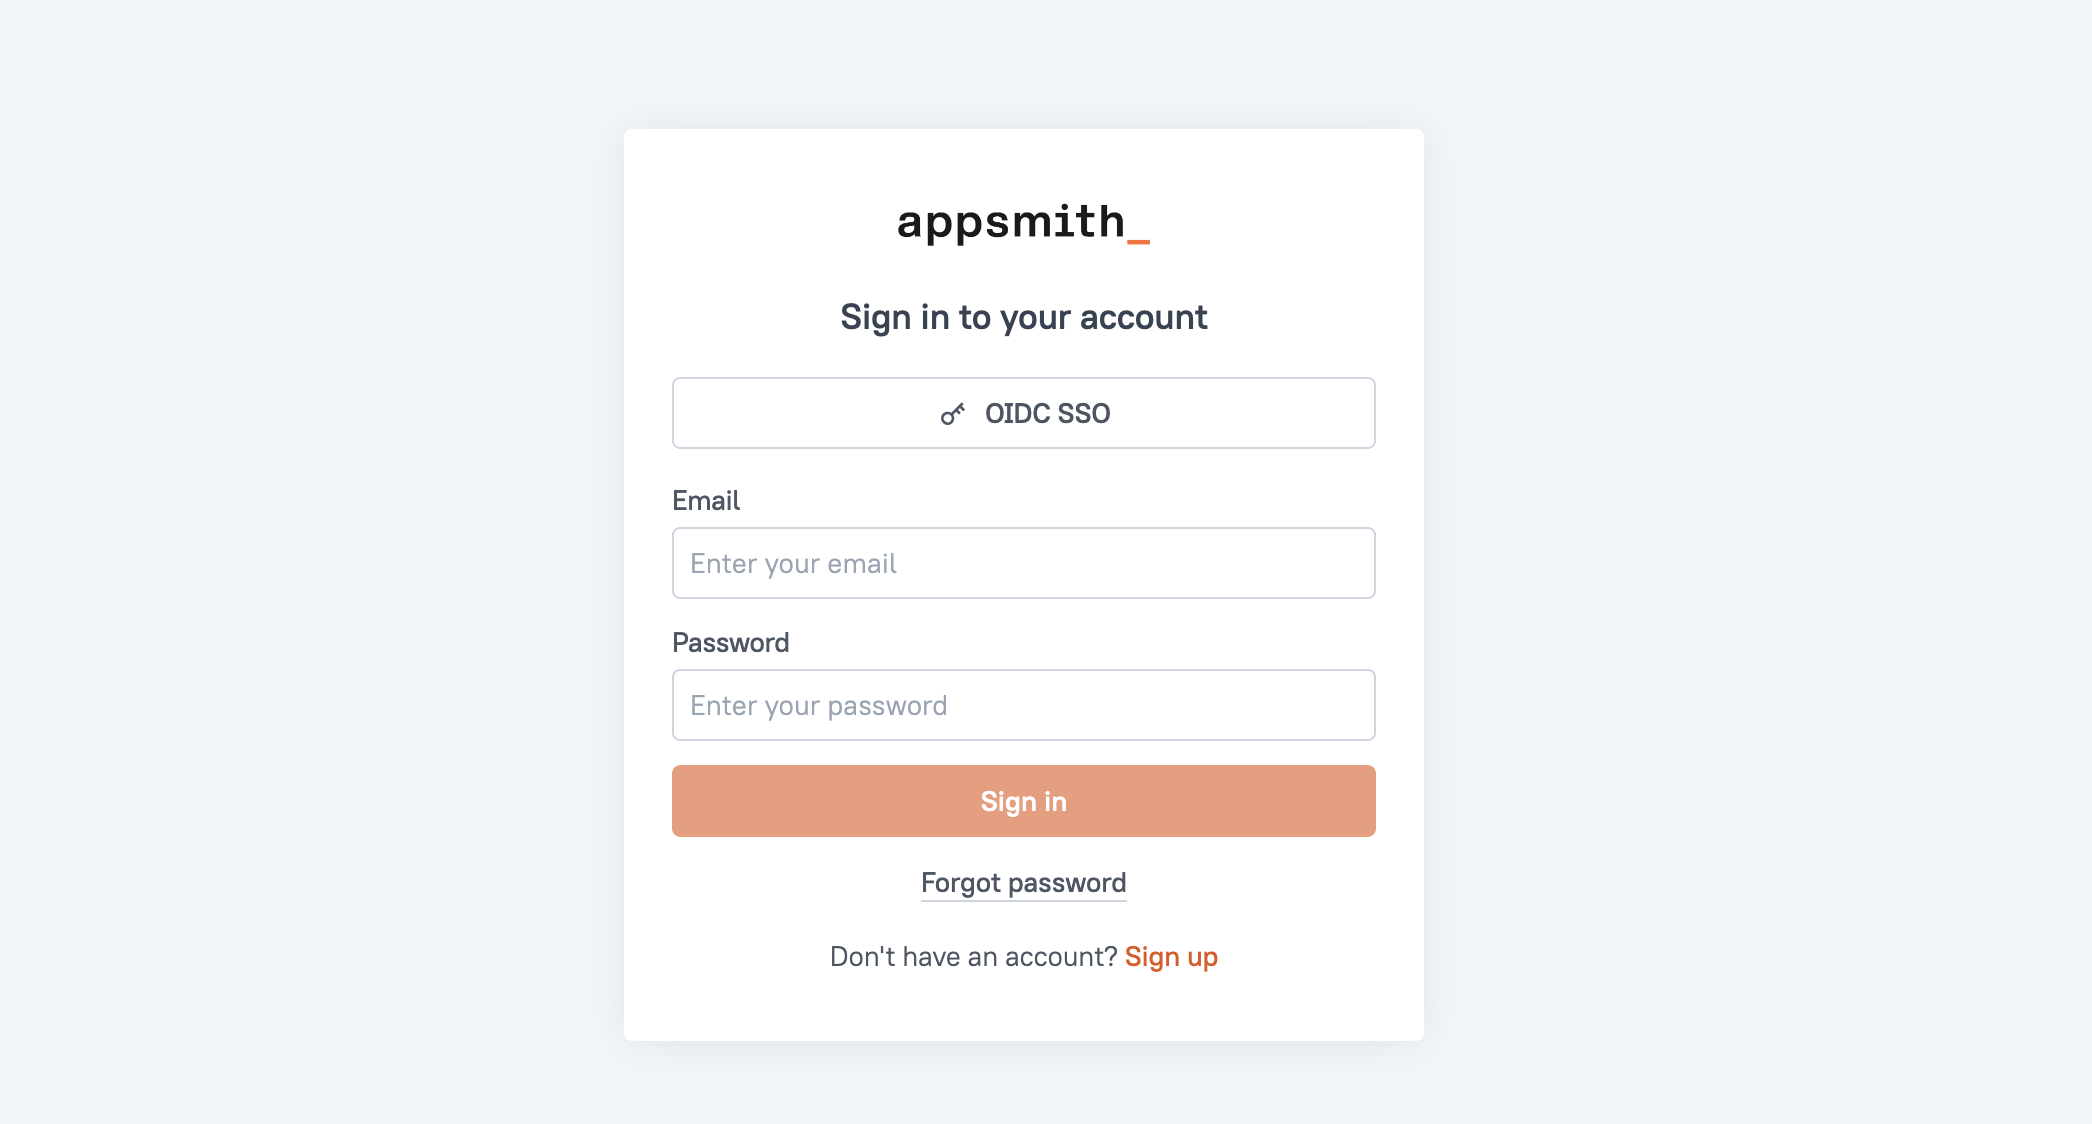 appsmith_
Sign in to your account
OIDC SSO
Email
Enter your email
Password
Enter your password
Sign in
Forgot password
Don't have an account? Sign up